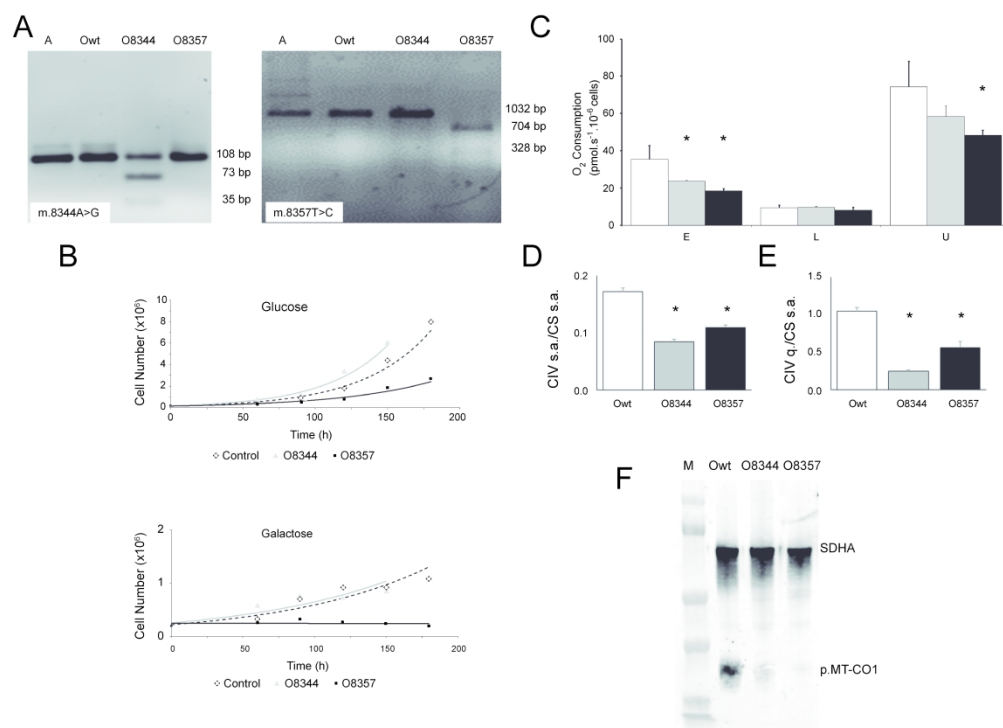 A
A Owt O8344 O8357
108 bp
73 bp
35 bp
m.8344A>G
A Owt O8344 O8357
1032 bp
704 bp
328 bp
m.8357T>C
B
Glucose
Cell Number (x10⁶)
10
8
6
4
2
0
0 50 100 150 200
Time (h)
Control O8344 O8357
Galactose
Cell Number (x10⁶)
2
1
0
0 50 100 150 200
Time (h)
Control O8344 O8357
C
O₂ Consumption
(pmol.s⁻¹.10⁻⁶ cells)
100
80
60
40
20
0
* * *
E L U
D
CIV s.a./CS s.a.
0.2
0.1
0.0
* *
Owt O8344 O8357
E
CIV q./CS s.a.
1.5
1.0
0.5
0.0
* *
Owt O8344 O8357
F
M Owt O8344 O8357
SDHA
p.MT-CO1